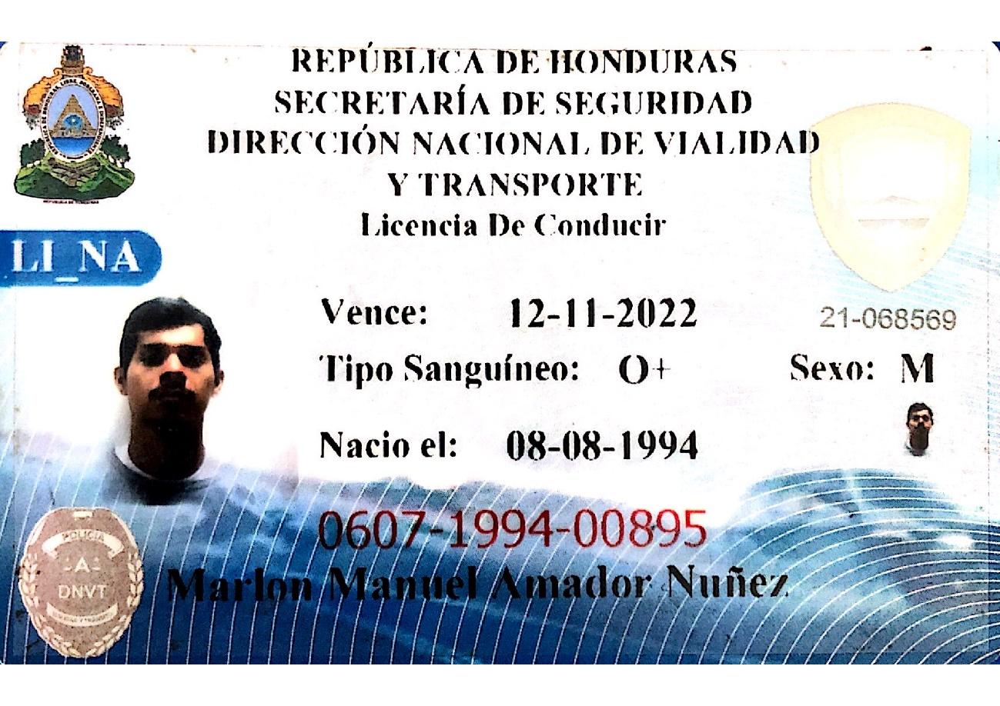 REPÚBLICA DE HONDURAS
SECRETARÍA DE SEGURIDAD
DIRECCIÓN NACIONAL DE VIALIDAD
Y TRANSPORTE
Licencia De Conducir
LI_NA
Vence: 12-11-2022
21-068569
Tipo Sanguíneo: O+ Sexo: M
Nacio el: 08-08-1994
0607-1994-00895
Marlon Manuel Amador Nuñez
POLICIA
A
DNVT